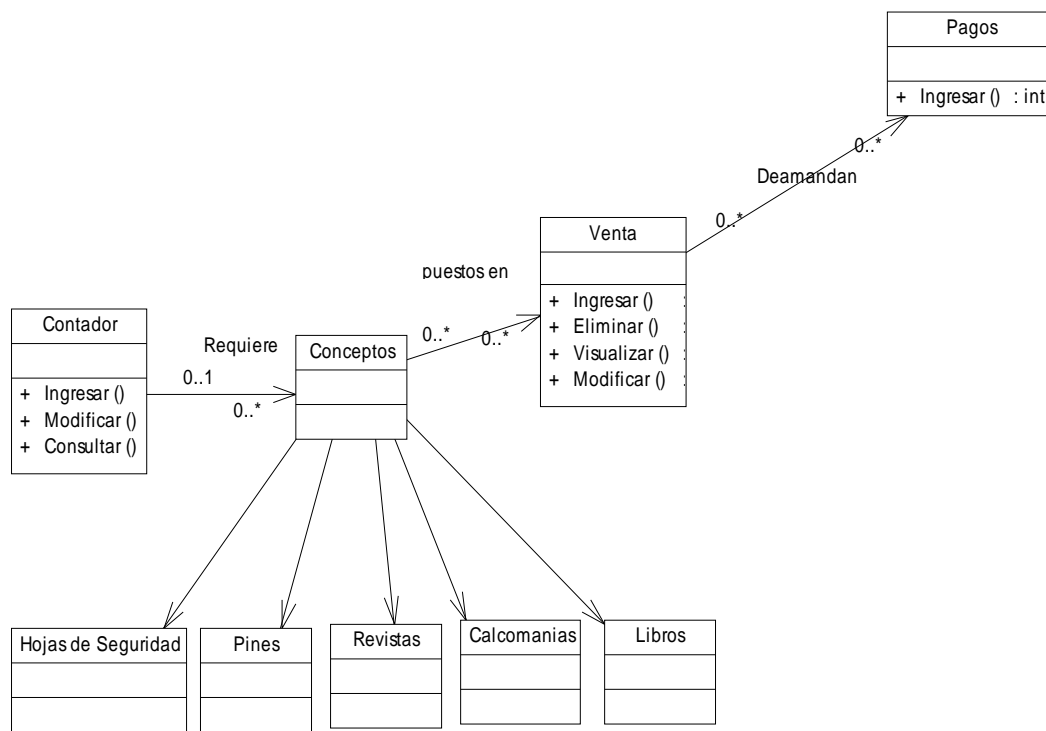 Pagos
+ Ingresar () : int
0..*
Deamandan
0..*
Venta
+ Ingresar () :
+ Eliminar () :
+ Visualizar () :
+ Modificar () :
puestos en
0..*
0..*
Contador
+ Ingresar ()
+ Modificar ()
+ Consultar ()
Requiere
0..1
0..*
Conceptos
Hojas de Seguridad
Pines
Revistas
Calcomanias
Libros